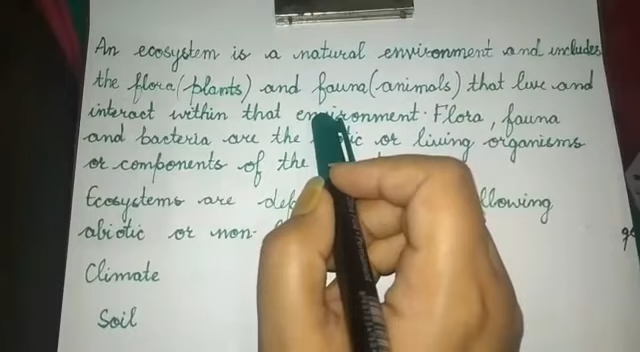 An ecosystem is a natural environment and includes
the flora (plants) and fauna (animals) that live and
interact within that environment. Flora, fauna
and bacteria are the or living organisms
or components of the
Ecosystems are
abiotic or non-
Climate
Soil